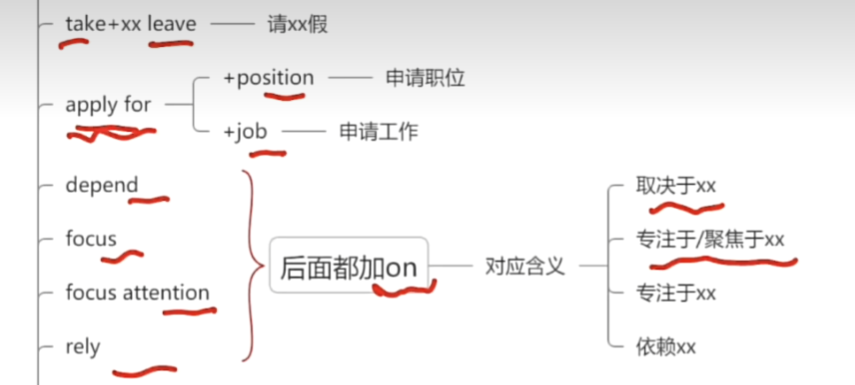 take+xx leave 请xx假
+position 申请职位
apply for
+job 申请工作
depend 取决于xx
focus 专注于/聚焦于xx
后面都加on 对应含义
focus attention 专注于xx
rely 依赖xx